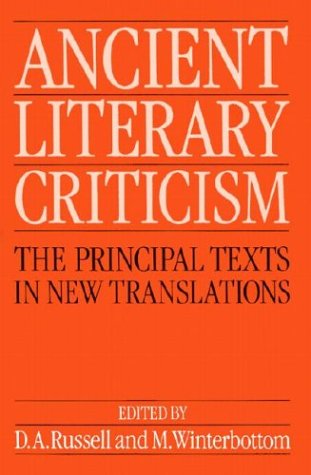 ANCIENT
LITERARY
CRITICISM
THE PRINCIPAL TEXTS
IN NEW TRANSLATIONS
EDITED BY
D.A.Russell and M.Winterbottom